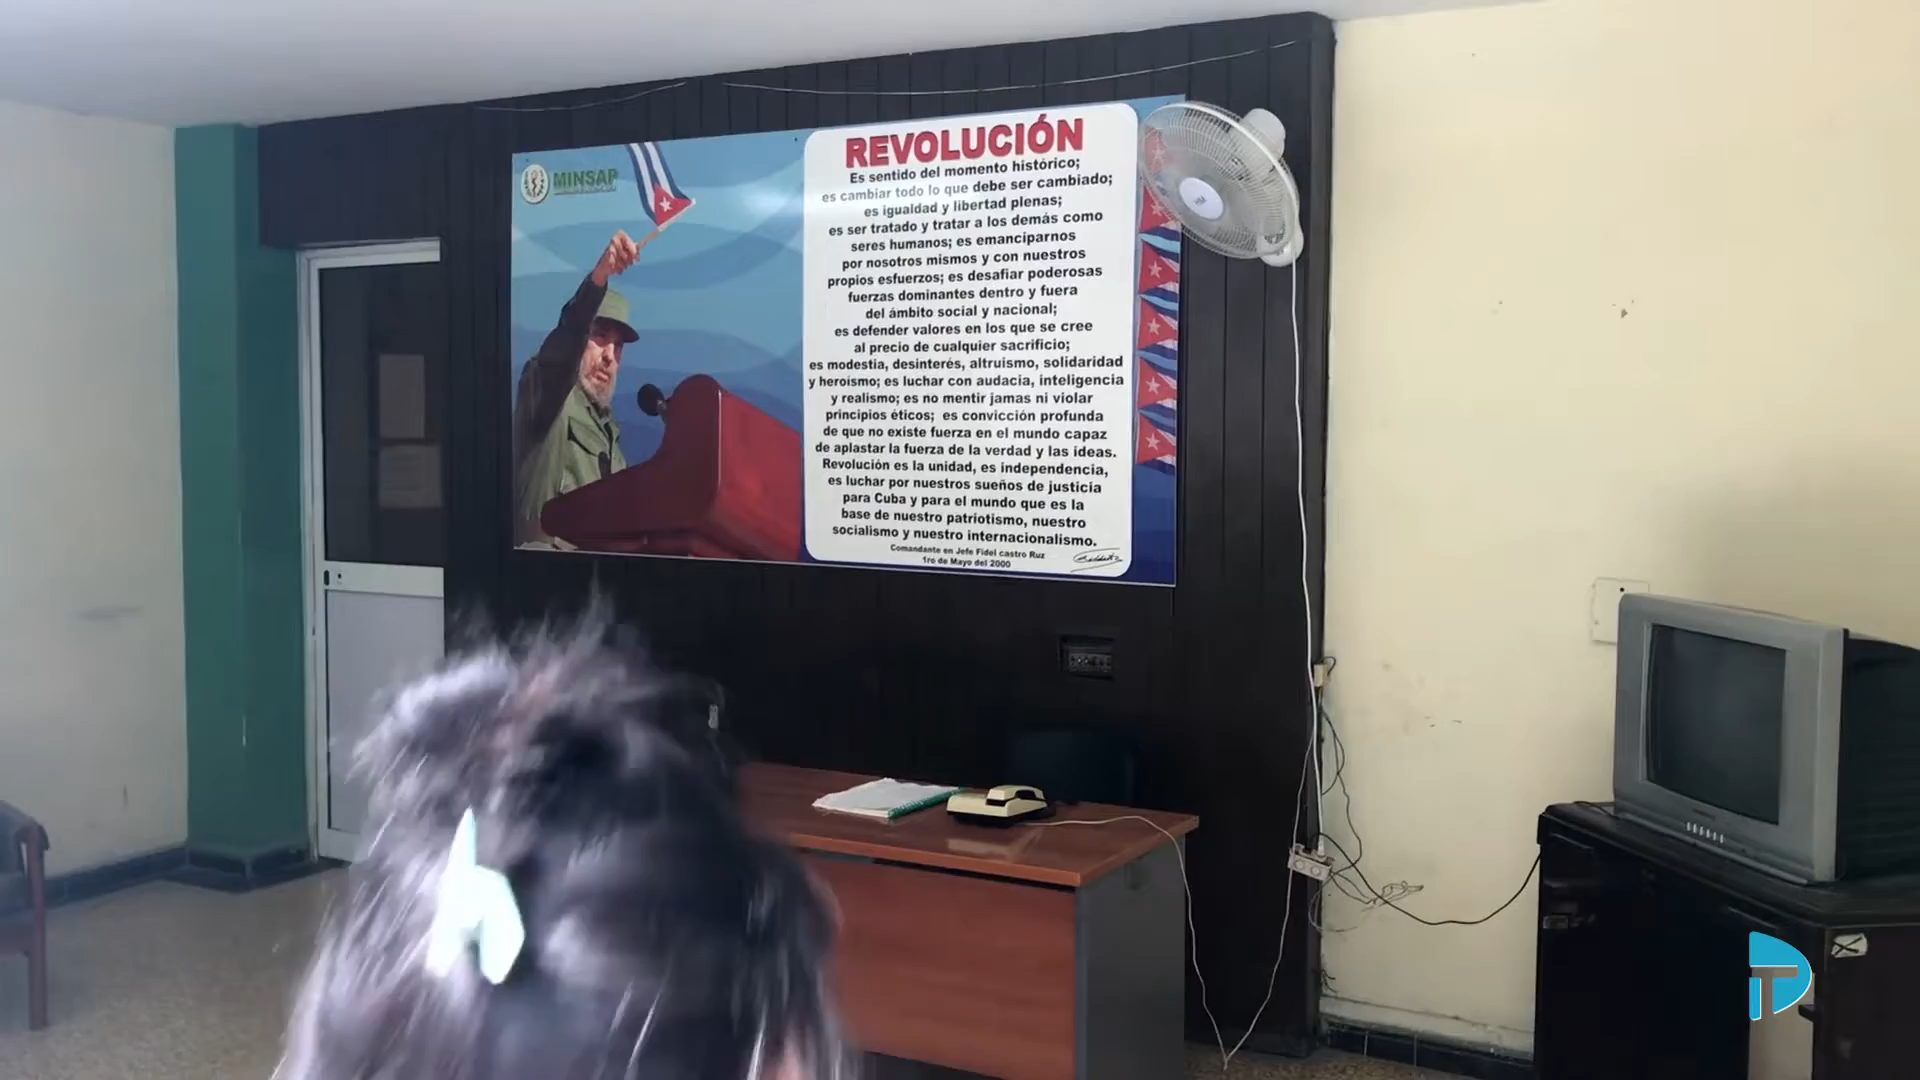 MINSAP
REVOLUCIÓN
Es sentido del momento histórico;
es cambiar todo lo que debe ser cambiado;
es igualdad y libertad plenas;
es ser tratado y tratar a los demás como
seres humanos; es emanciparnos
por nosotros mismos y con nuestros
propios esfuerzos; es desafiar poderosas
fuerzas dominantes dentro y fuera
del ámbito social y nacional;
es defender valores en los que se cree
al precio de cualquier sacrificio;
es modestia, desinterés, altruismo, solidaridad
y heroísmo; es luchar con audacia, inteligencia
y realismo; es no mentir jamas ni violar
principios éticos; es convicción profunda
de que no existe fuerza en el mundo capaz
de aplastar la fuerza de la verdad y las ideas.
Revolución es la unidad, es independencia,
es luchar por nuestros sueños de justicia
para Cuba y para el mundo que es la
base de nuestro patriotismo, nuestro
socialismo y nuestro internacionalismo.
Comandante en Jefe Fidel castro Ruz
1ro de Mayo del 2000